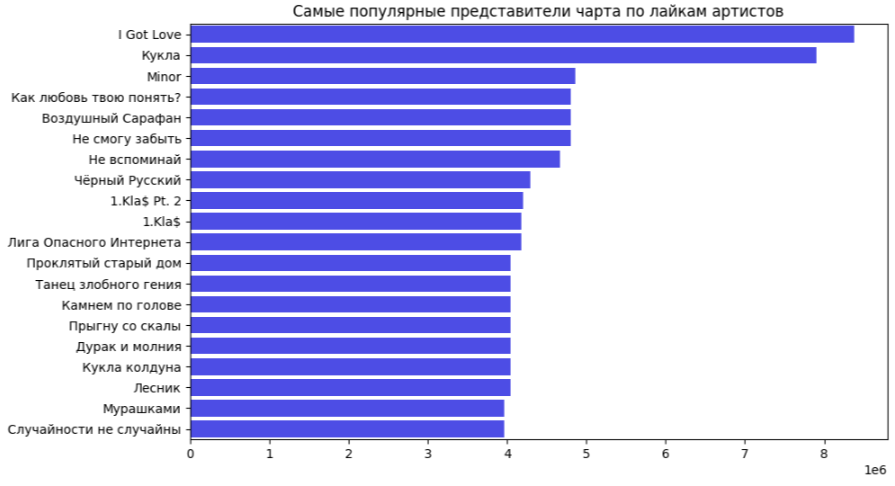 Самые популярные представители чарта по лайкам артистов
I Got Love
Кукла
Minor
Как любовь твою понять?
Воздушный Сарафан
Не смогу забыть
Не вспоминай
Чёрный Русский
1.Kla$ Pt. 2
1.Kla$
Лига Опасного Интернета
Проклятый старый дом
Танец злобного гения
Камнем по голове
Прыгну со скалы
Дурак и молния
Кукла колдуна
Лесник
Мурашками
Случайности не случайны
0 1 2 3 4 5 6 7 8
1e6